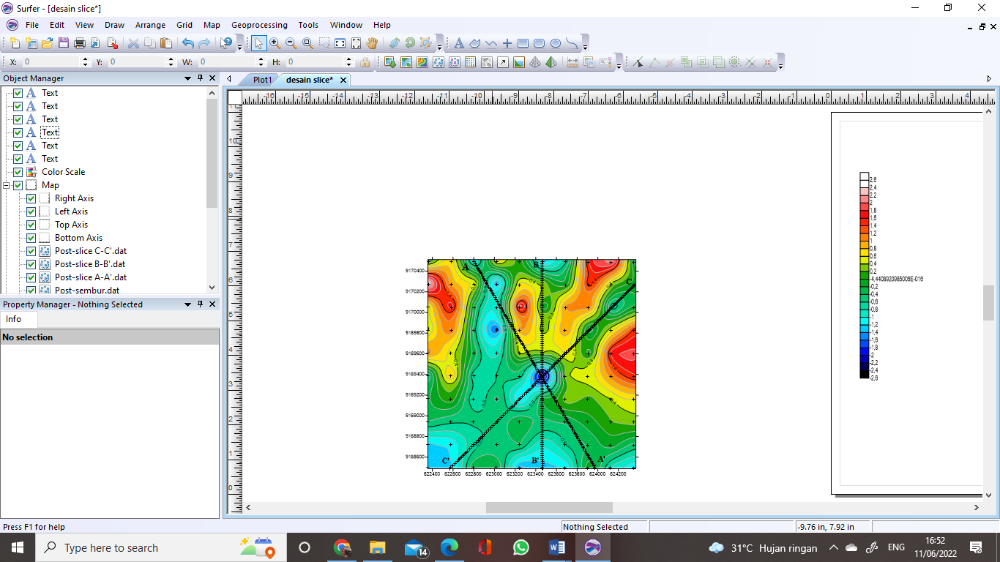 Surfer - [desain slice*]
File Edit View Draw Arrange Grid Map Geoprocessing Tools Window Help
X: 0 Y: 0 W: 0 H: 0
Object Manager
Plot1 desain slice*
Text
Text
Text
Text
Text
Text
Color Scale
Map
Right Axis
Left Axis
Top Axis
Bottom Axis
Post-slice C-C'.dat
Post-slice B-B'.dat
Post-slice A-A'.dat
Post-sembur.dat
Property Manager - Nothing Selected
Info
No selection
-16 -15 -14 -13 -12 -11 -10 -9 -8 -7 -6 -5 -4 -3 -2 -1 0 1 2 3 4
11
10
9
8
7
6
5
4
3
2
1
0
9170400
9170200
9170000
9169800
9169600
9169400
9169200
9169000
9168800
9168600
622400 622600 622800 623000 623200 623400 623600 623800 624000 624200
A B C
C' B' A'
2,6
2,4
2,2
2
1,8
1,6
1,4
1,2
1
0,8
0,6
0,4
0,2
-4,4408920985006E-016
-0,2
-0,4
-0,6
-0,8
-1
-1,2
-1,4
-1,6
-1,8
-2
-2,2
-2,4
-2,6
Press F1 for help
Nothing Selected
-9.76 in, 7.92 in
Type here to search
14
31°C Hujan ringan
ENG
16:52
11/06/2022